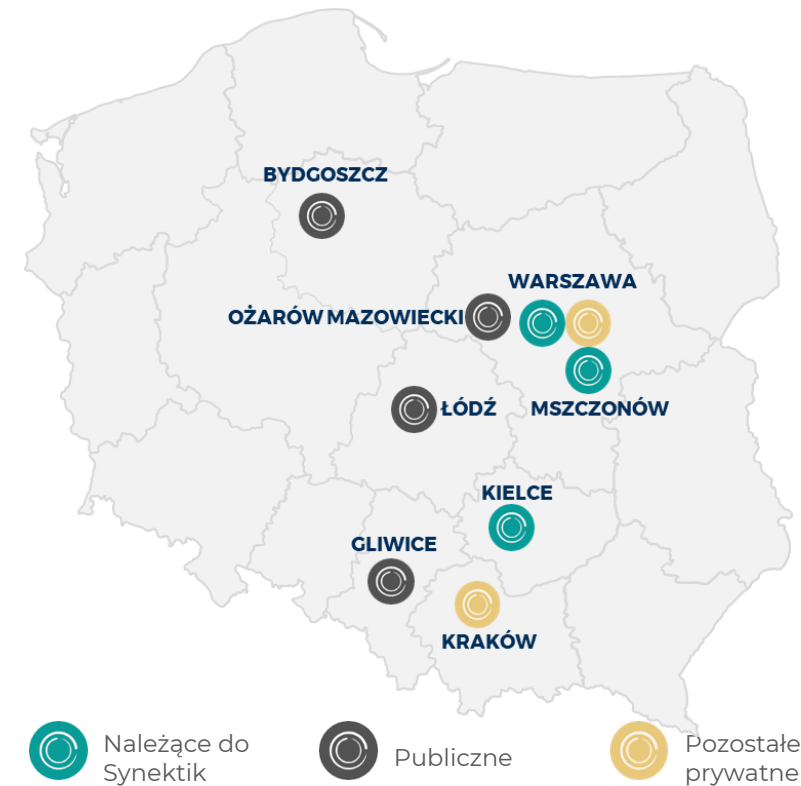 BYDGOSZCZ
WARSZAWA
OŻARÓW MAZOWIECKI
ŁÓDŹ
MSZCZONÓW
KIELCE
GLIWICE
KRAKÓW
Należące do
Synektik
Publiczne
Pozostałe
prywatne